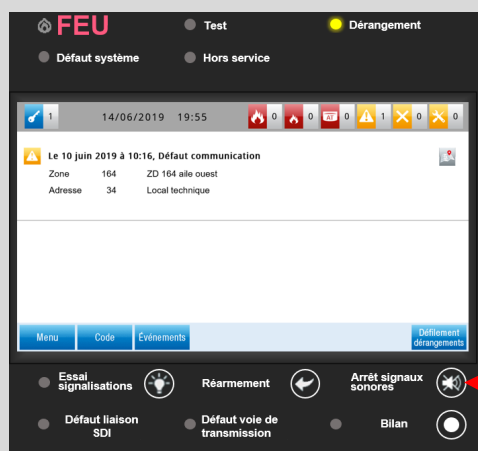 FEU
Test
Dérangement
Défaut système
Hors service
1 14/06/2019 19:55 0 0 AT 0 1 0 0
Le 10 juin 2019 à 10:16, Défaut communication
Zone 164 ZD 164 aile ouest
Adresse 34 Local technique
Menu Code Événements Défilement
dérangements
Essai
signalisations
Réarmement
Arrêt signaux
sonores
Défaut liaison
SDI
Défaut voie de
transmission
Bilan